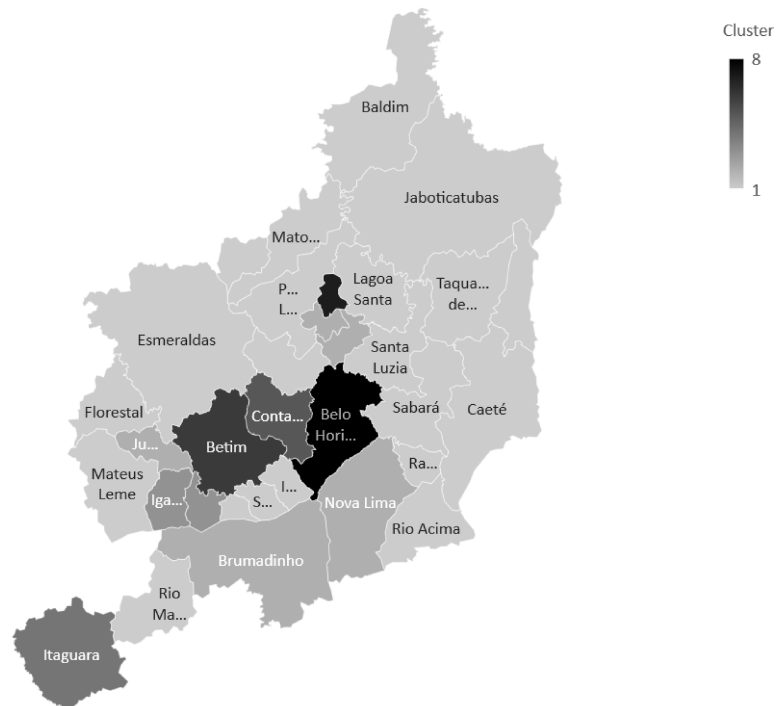 Cluster
8
1
Baldim
Jaboticatubas
Mato...
P...
L...
Lagoa
Santa
Taqua...
de...
Esmeraldas
Santa
Luzia
Florestal
Conta...
Belo
Hori...
Sabará
Caeté
Ju...
Betim
Mateus
Leme
Iga...
S...
I...
Ra...
Nova Lima
Rio Acima
Brumadinho
Rio
Ma...
Itaguara